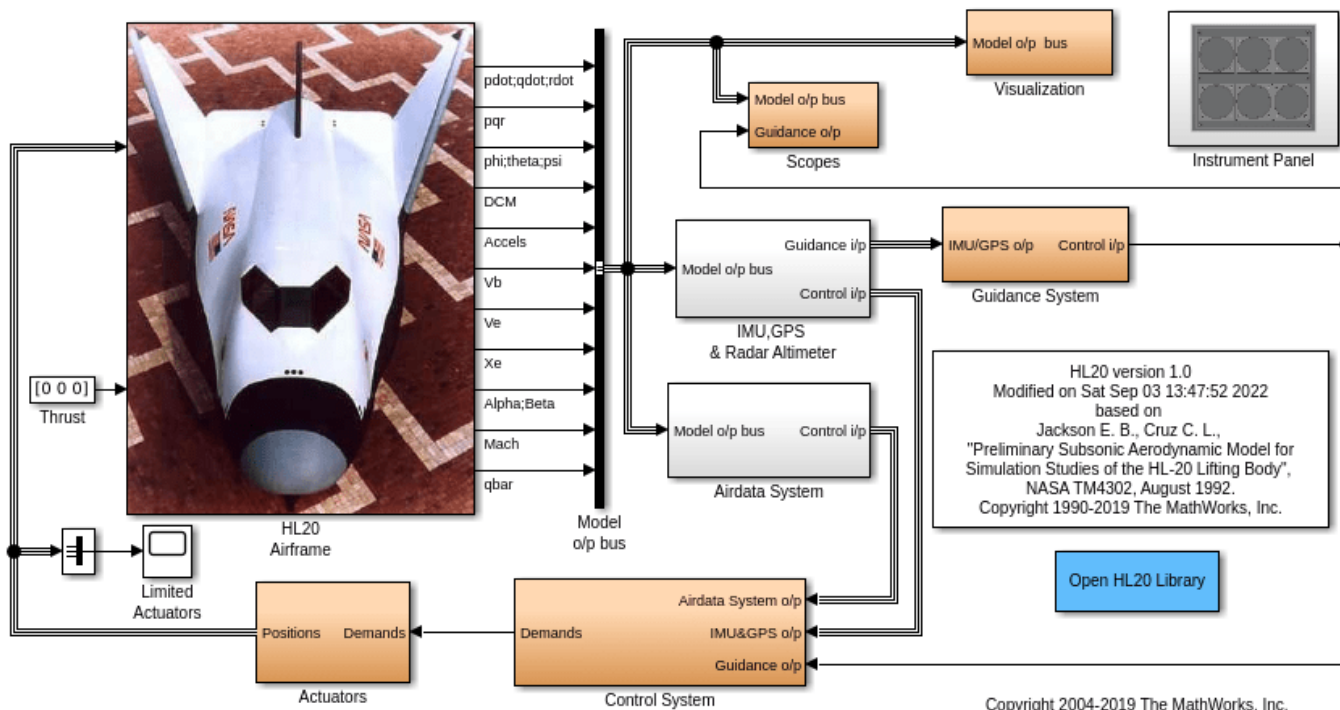 pdot;qdot;rdot
pqr
phi;theta;psi
DCM
Accels
Vb
Ve
Xe
Alpha;Beta
Mach
qbar
NASA
HL20
Airframe
[0 0 0]
Thrust
Limited
Actuators
Model
o/p bus
Model o/p bus
Visualization
Model o/p bus
Guidance o/p
Scopes
Instrument Panel
Model o/p bus
Guidance i/p
Control i/p
IMU,GPS
& Radar Altimeter
IMU/GPS o/p
Control i/p
Guidance System
Model o/p bus
Control i/p
Airdata System
HL20 version 1.0
Modified on Sat Sep 03 13:47:52 2022
based on
Jackson E. B., Cruz C. L.,
"Preliminary Subsonic Aerodynamic Model for
Simulation Studies of the HL-20 Lifting Body",
NASA TM4302, August 1992.
Copyright 1990-2019 The MathWorks, Inc.
Open HL20 Library
Positions
Demands
Actuators
Demands
Airdata System o/p
IMU&GPS o/p
Guidance o/p
Control System
Copyright 2004-2019 The MathWorks, Inc.